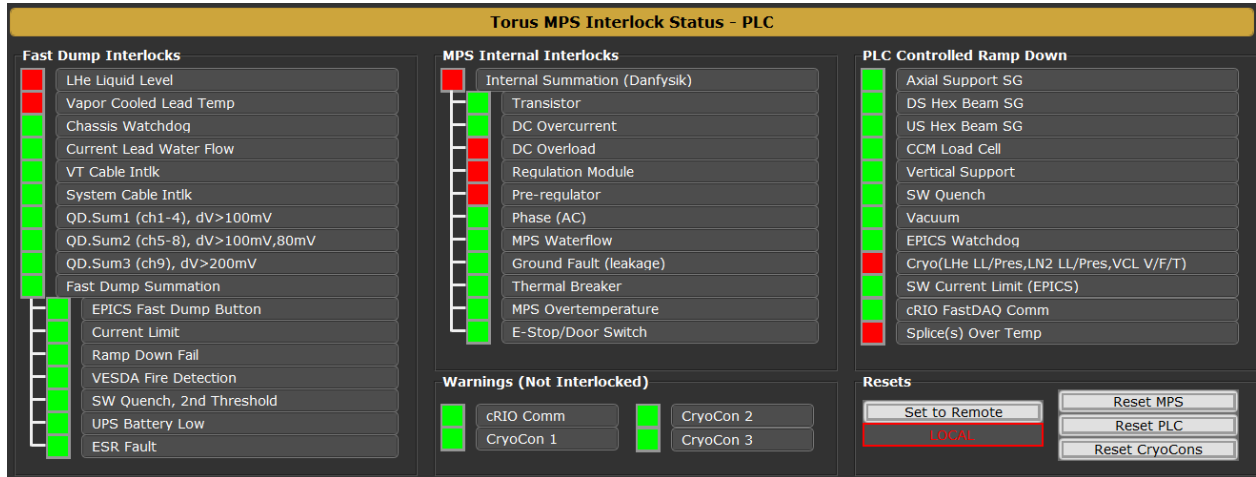 Torus MPS Interlock Status - PLC
Fast Dump Interlocks
LHe Liquid Level
Vapor Cooled Lead Temp
Chassis Watchdog
Current Lead Water Flow
VT Cable Intlk
System Cable Intlk
QD.Sum1 (ch1-4), dV>100mV
QD.Sum2 (ch5-8), dV>100mV,80mV
QD.Sum3 (ch9), dV>200mV
Fast Dump Summation
EPICS Fast Dump Button
Current Limit
Ramp Down Fail
VESDA Fire Detection
SW Quench, 2nd Threshold
UPS Battery Low
ESR Fault
MPS Internal Interlocks
Internal Summation (Danfysik)
Transistor
DC Overcurrent
DC Overload
Regulation Module
Pre-regulator
Phase (AC)
MPS Waterflow
Ground Fault (leakage)
Thermal Breaker
MPS Overtemperature
E-Stop/Door Switch
Warnings (Not Interlocked)
cRIO Comm
CryoCon 2
CryoCon 1
CryoCon 3
PLC Controlled Ramp Down
Axial Support SG
DS Hex Beam SG
US Hex Beam SG
CCM Load Cell
Vertical Support
SW Quench
Vacuum
EPICS Watchdog
Cryo(LHe LL/Pres,LN2 LL/Pres,VCL V/F/T)
SW Current Limit (EPICS)
cRIO FastDAQ Comm
Splice(s) Over Temp
Resets
Set to Remote
LOCAL
Reset MPS
Reset PLC
Reset CryoCons